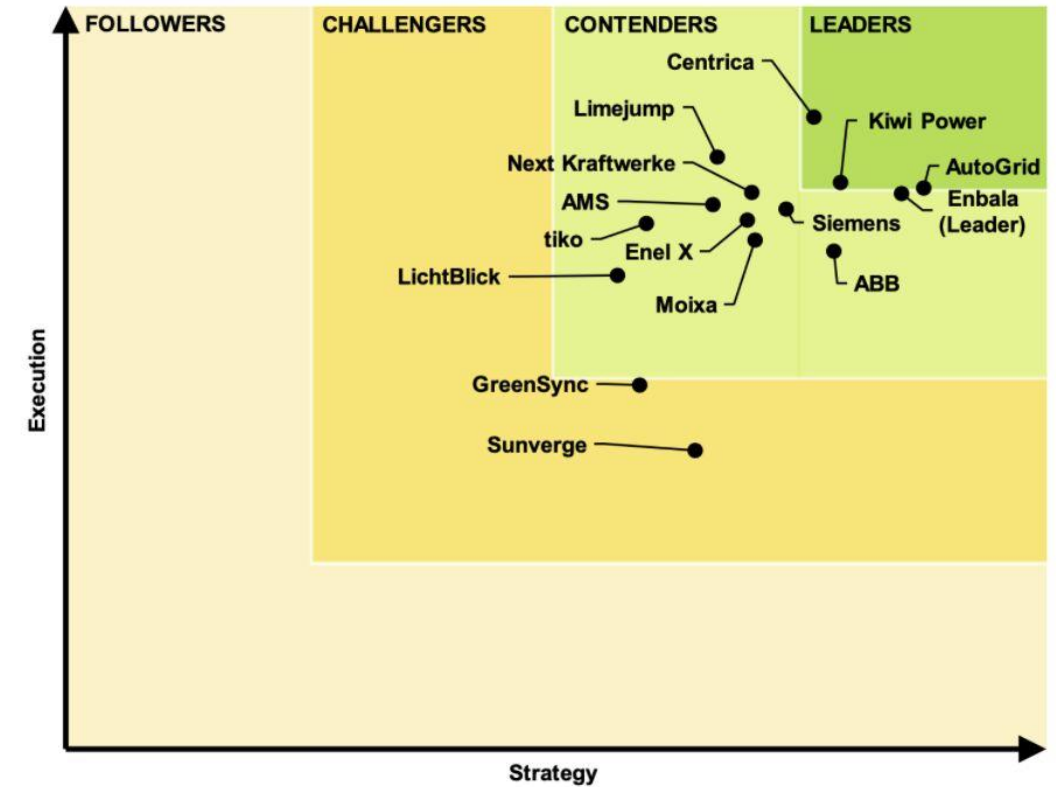 FOLLOWERS
CHALLENGERS
CONTENDERS
LEADERS
Centrica
Limejump
Kiwi Power
Next Kraftwerke
AutoGrid
AMS
Enbala
(Leader)
Siemens
tiko
Enel X
LichtBlick
ABB
Moixa
GreenSync
Sunverge
Execution
Strategy